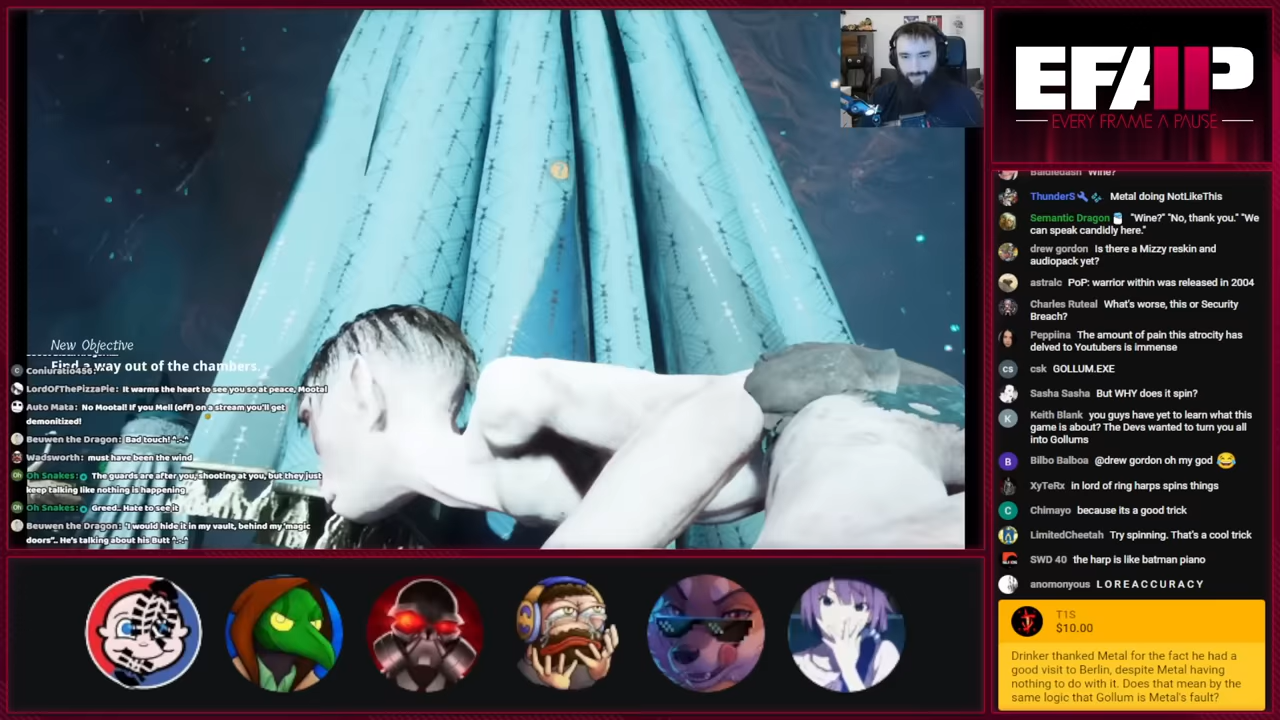 New Objective
Find a way out of the chambers.
LordOfThePizzaPie: It warms the heart to see you so at peace, Moota!
Auto Mata: No Mootal! If you Mell (off) on a stream you'll get
demonitized!
Beuwen the Dragon: Bad touch! ^.-.^
Wadsworth: must have been the wind
Oh Snakes: The guards are after you, shooting at you, but they just
keep talking like nothing is happening
Oh Snakes: Greed.. Hate to see it
Beuwen the Dragon: "I would hide it in my vault, behind my magic
doors".. He's talking about his Butt ^.-.^
EFAP
EVERY FRAME A PAUSE
Baldiedash Wine?
ThunderS Metal doing NotLikeThis
Semantic Dragon "Wine?" "No, thank you." "We
can speak candidly here."
drew gordon Is there a Mizzy reskin and
audiopack yet?
astralc PoP: warrior within was released in 2004
Charles Ruteal What's worse, this or Security
Breach?
Pepplina The amount of pain this atrocity has
delved to Youtubers is immense
cs
csk GOLLUM.EXE
Sasha Sasha But WHY does it spin?
K
Keith Blank you guys have yet to learn what this
game is about? The Devs wanted to turn you all
into Gollums
B
Bilbo Balboa @drew gordon oh my god
XyTeRx in lord of ring harps spins things
C
Chimayo because its a good trick
LimitedCheetah Try spinning. That's a cool trick
SWD 40 the harp is like batman piano
anomonyous L O R E A C C U R A C Y
T1S
$10.00
Drinker thanked Metal for the fact he had a
good visit to Berlin, despite Metal having
nothing to do with it. Does that mean by the
same logic that Gollum is Metal's fault?